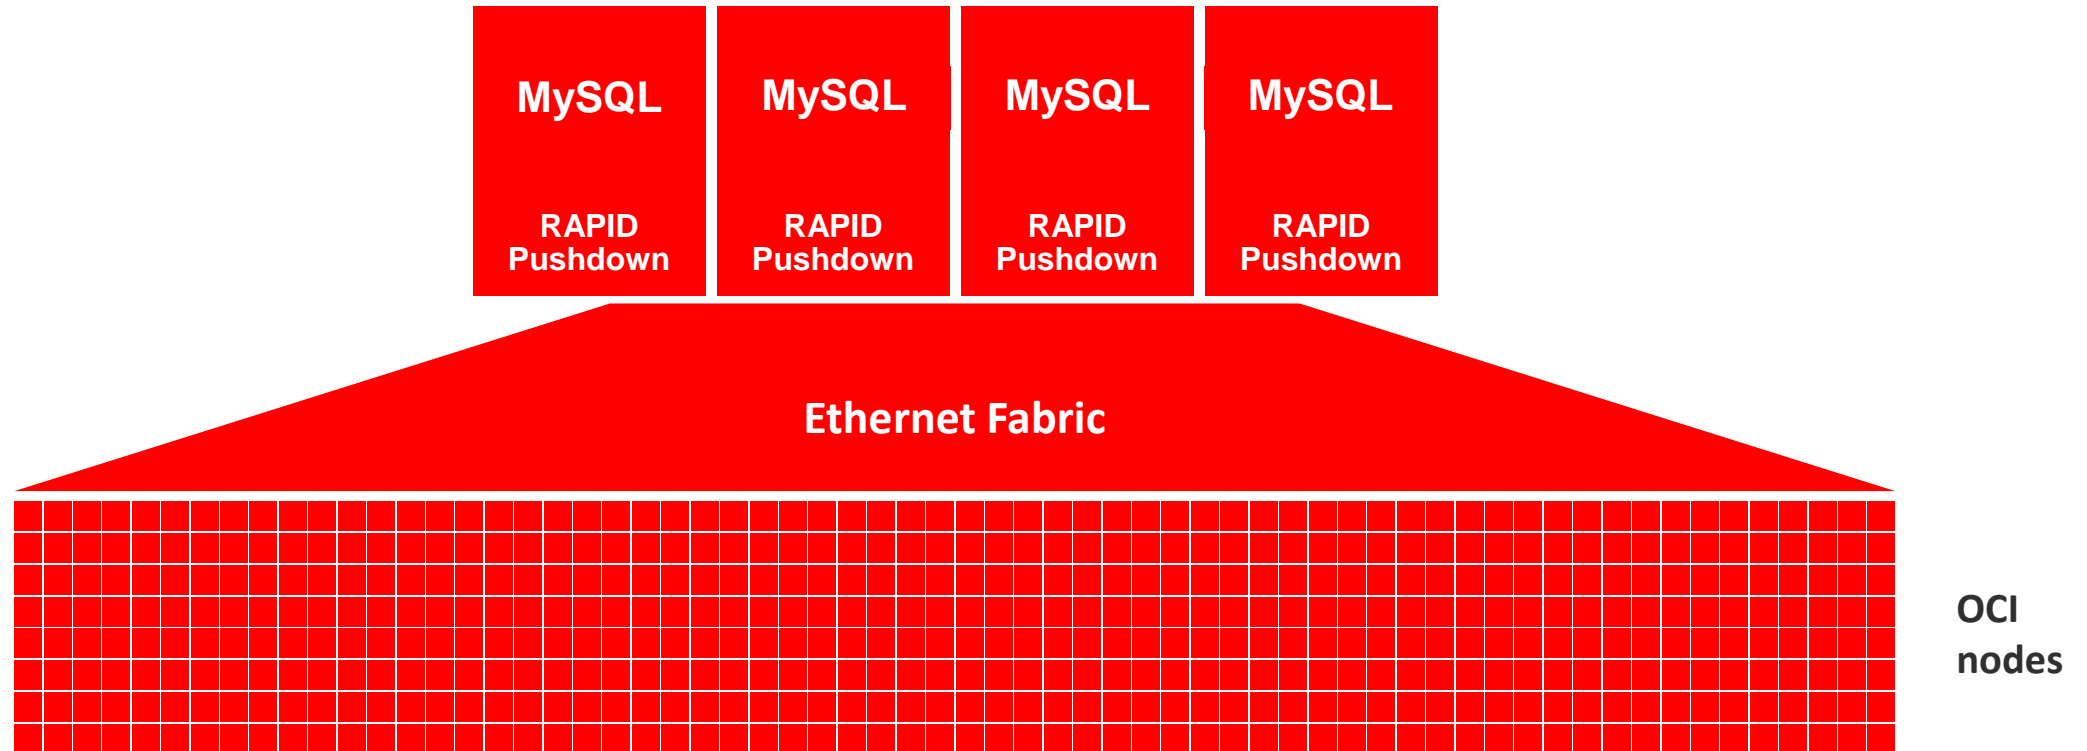 MySQL
RAPID
Pushdown
MySQL
RAPID
Pushdown
MySQL
RAPID
Pushdown
MySQL
RAPID
Pushdown
Ethernet Fabric
OCI
nodes